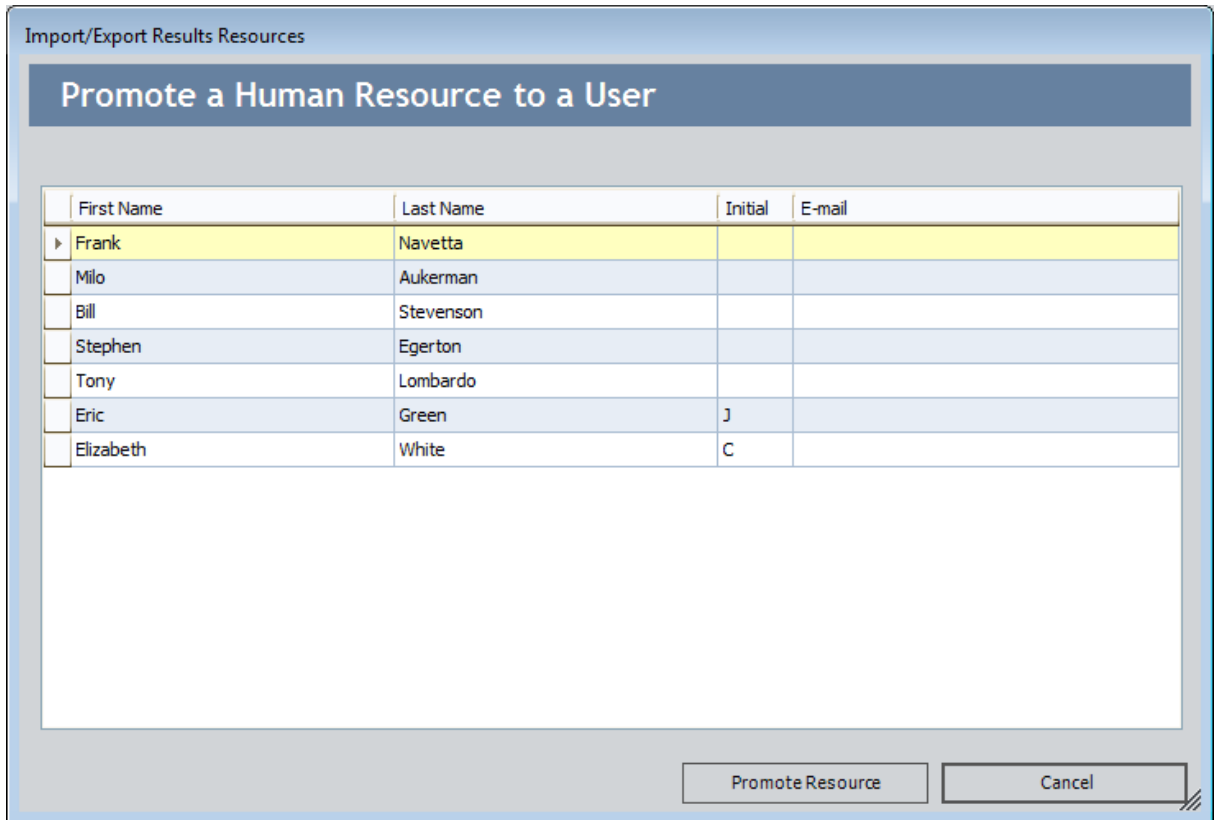 Import/Export Results Resources
Promote a Human Resource to a User
First Name Last Name Initial E-mail
Frank Navetta
Milo Aukerman
Bill Stevenson
Stephen Egerton
Tony Lombardo
Eric Green J
Elizabeth White C
Promote Resource Cancel